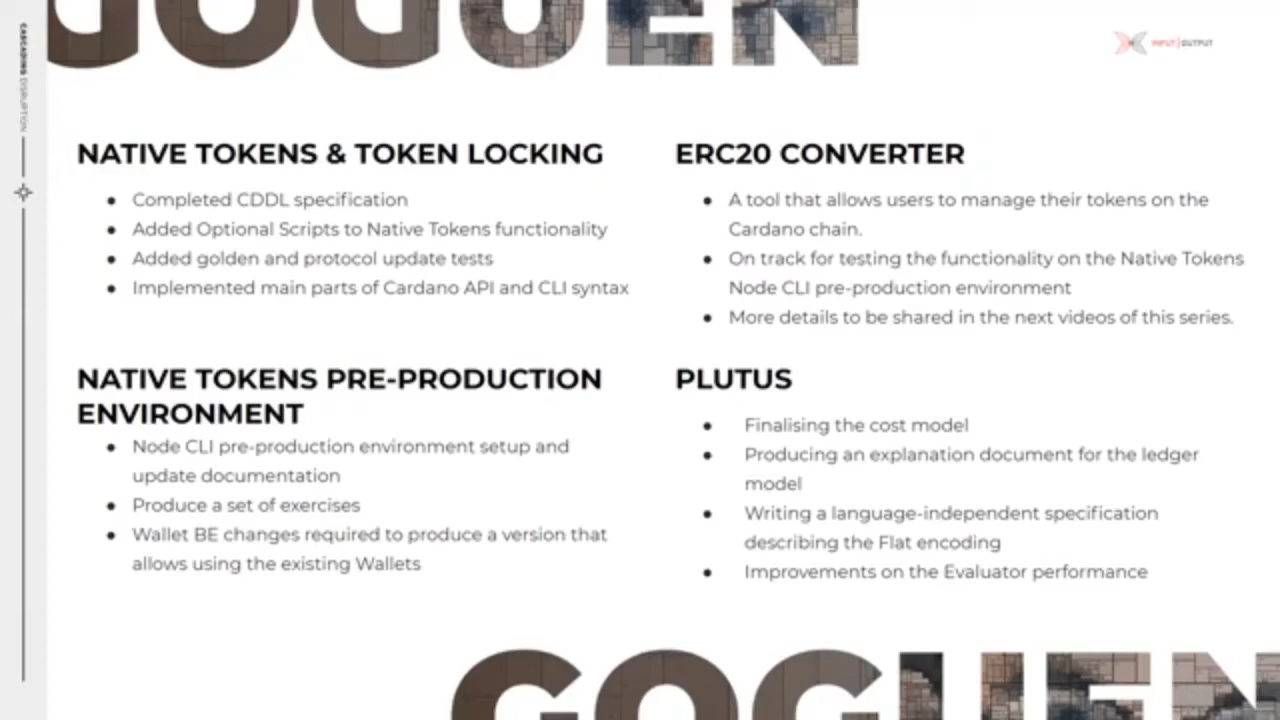 GOGUEN
CASCADING DISRUPTION
INPUT | OUTPUT
NATIVE TOKENS & TOKEN LOCKING
● Completed CDDL specification
● Added Optional Scripts to Native Tokens functionality
● Added golden and protocol update tests
● Implemented main parts of Cardano API and CLI syntax
ERC20 CONVERTER
● A tool that allows users to manage their tokens on the
Cardano chain.
● On track for testing the functionality on the Native Tokens
Node CLI pre-production environment
● More details to be shared in the next videos of this series.
NATIVE TOKENS PRE-PRODUCTION
ENVIRONMENT
● Node CLI pre-production environment setup and
update documentation
● Produce a set of exercises
● Wallet BE changes required to produce a version that
allows using the existing Wallets
PLUTUS
● Finalising the cost model
● Producing an explanation document for the ledger
model
● Writing a language-independent specification
describing the Flat encoding
● Improvements on the Evaluator performance
GOGUEN